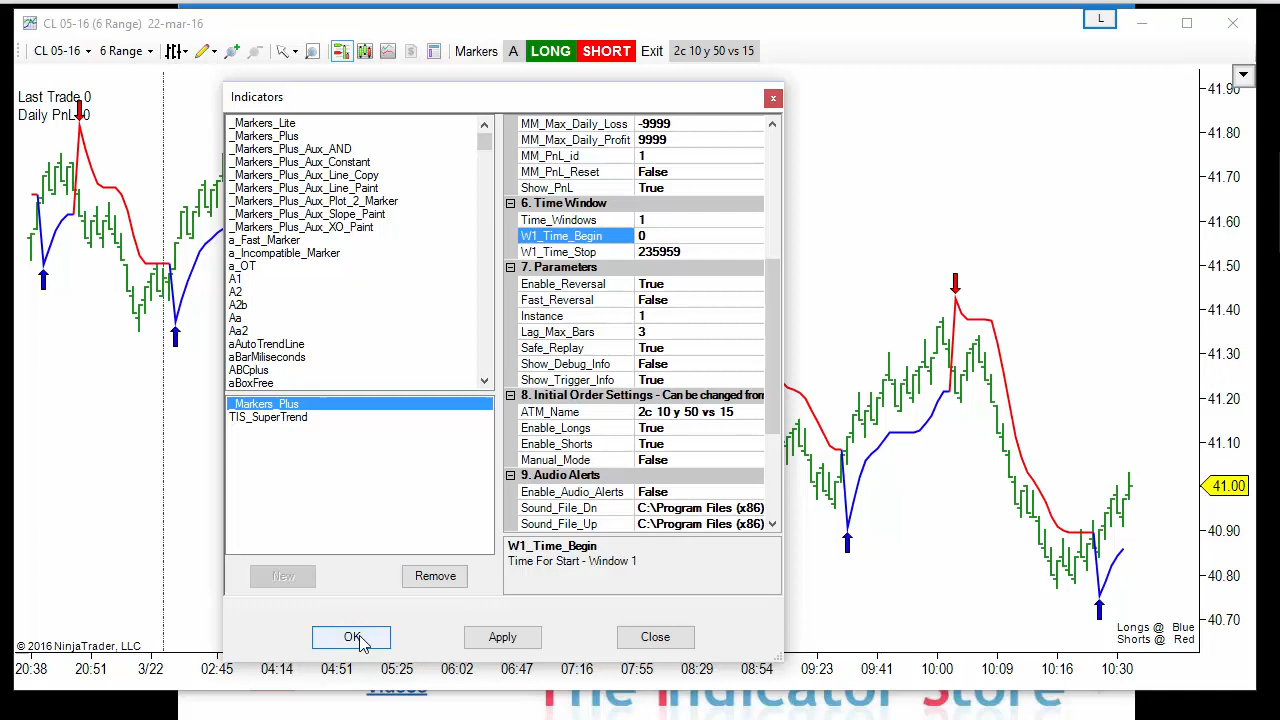 CL 05-16 (6 Range) 22-mar-16
L
CL 05-16 6 Range Markers A LONG SHORT Exit 2c 10 y 50 vs 15
Last Trade 0
Daily PnL 0
Indicators
_Markers_Lite
_Markers_Plus
_Markers_Plus_Aux_AND
_Markers_Plus_Aux_Constant
_Markers_Plus_Aux_Line_Copy
_Markers_Plus_Aux_Line_Paint
_Markers_Plus_Aux_Plot_2_Marker
_Markers_Plus_Aux_Slope_Paint
_Markers_Plus_Aux_XO_Paint
a_Fast_Marker
a_Incompatible_Marker
a_OT
A1
A2
A2b
Aa
Aa2
aAutoTrendLine
aBarMiliseconds
ABCplus
aBoxFree
_Markers_Plus
TIS_SuperTrend
New
Remove
MM_Max_Daily_Loss -9999
MM_Max_Daily_Profit 9999
MM_PnL_id 1
MM_PnL_Reset False
Show_PnL True
6. Time Window
Time_Windows 1
W1_Time_Begin 0
W1_Time_Stop 235959
7. Parameters
Enable_Reversal True
Fast_Reversal False
Instance 1
Lag_Max_Bars 3
Safe_Replay True
Show_Debug_Info False
Show_Trigger_Info True
8. Initial Order Settings - Can be changed from
ATM_Name 2c 10 y 50 vs 15
Enable_Longs True
Enable_Shorts True
Manual_Mode False
9. Audio Alerts
Enable_Audio_Alerts False
Sound_File_Dn C:\Program Files (x86)
Sound_File_Up C:\Program Files (x86)
W1_Time_Begin
Time For Start - Window 1
OK
Apply
Close
41.90
41.80
41.70
41.60
41.50
41.40
41.30
41.20
41.10
41.00
40.90
40.80
40.70
Longs @ Blue
Shorts @ Red
© 2016 NinjaTrader, LLC
20:38 20:51 3/22 02:45 04:14 04:51 05:25 06:02 06:47 07:16 07:55 08:29 08:54 09:23 09:41 10:00 10:09 10:16 10:30
Videos
The Indicator Store